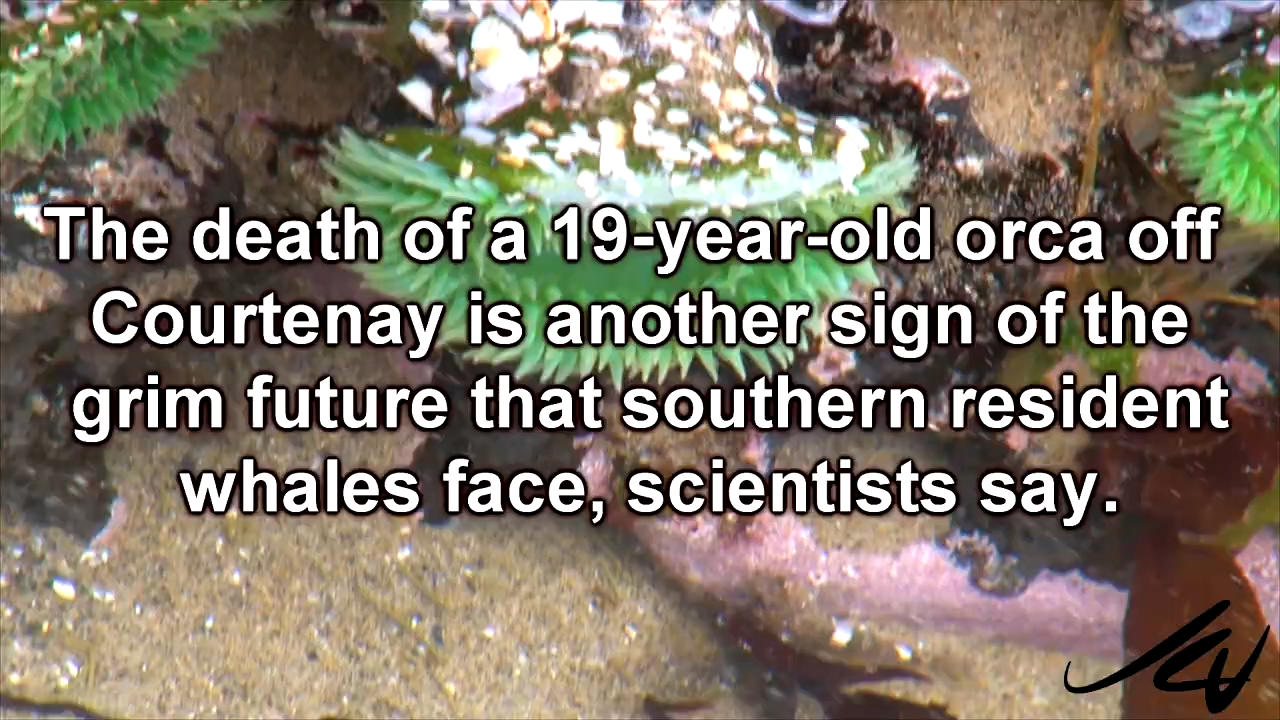 The death of a 19-year-old orca off
Courtenay is another sign of the
grim future that southern resident
whales face, scientists say.